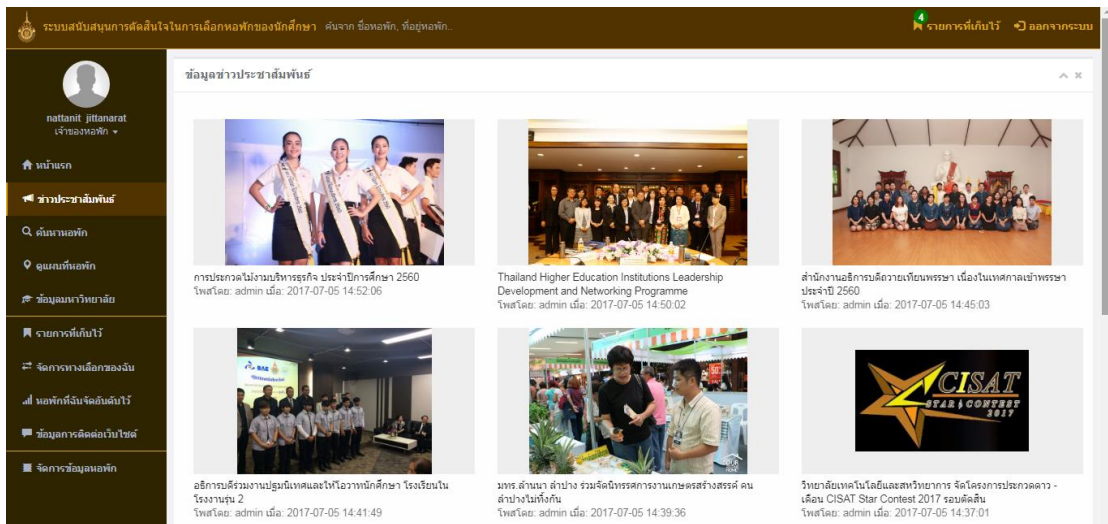 ระบบสนับสนุนการตัดสินใจในการเลือกหอพักของนักศึกษา ค้นจาก ชื่อหอพัก, ที่อยู่หอพัก..
4
รายการที่เก็บไว้
ออกจากระบบ
nattanit jittanarat
เจ้าของหอพัก
หน้าแรก
ข่าวประชาสัมพันธ์
ค้นหาหอพัก
ดูแผนที่หอพัก
ข้อมูลมหาวิทยาลัย
รายการที่เก็บไว้
จัดการทางเลือกของฉัน
หอพักที่ฉันจัดอันดับไว้
ข้อมูลการติดต่อเว็บไซต์
จัดการข้อมูลหอพัก
ข้อมูลข่าวประชาสัมพันธ์
การประกวดไม้งามบริหารธุรกิจ ประจำปีการศึกษา 2560
โพสโดย: admin เมื่อ: 2017-07-05 14:52:06
Thailand Higher Education Institutions Leadership
Development and Networking Programme
โพสโดย: admin เมื่อ: 2017-07-05 14:50:02
สำนักงานอธิการบดีถวายเทียนพรรษา เนื่องในเทศกาลเข้าพรรษา
ประจำปี 2560
โพสโดย: admin เมื่อ: 2017-07-05 14:45:03
อธิการบดีร่วมงานปฐมนิเทศและให้โอวาทนักศึกษา โรงเรียนใน
โรงงานรุ่น 2
โพสโดย: admin เมื่อ: 2017-07-05 14:41:49
มทร.ล้านนา ลำปาง ร่วมจัดนิทรรศการงานเกษตรสร้างสรรค์ คน
ลำปางไม่ทิ้งกัน
โพสโดย: admin เมื่อ: 2017-07-05 14:39:36
CISAT
STAR CONTEST
2017
วิทยาลัยเทคโนโลยีและสหวิทยาการ จัดโครงการประกวดดาว -
เดือน CISAT Star Contest 2017 รอบตัดสิน
โพสโดย: admin เมื่อ: 2017-07-05 14:37:01